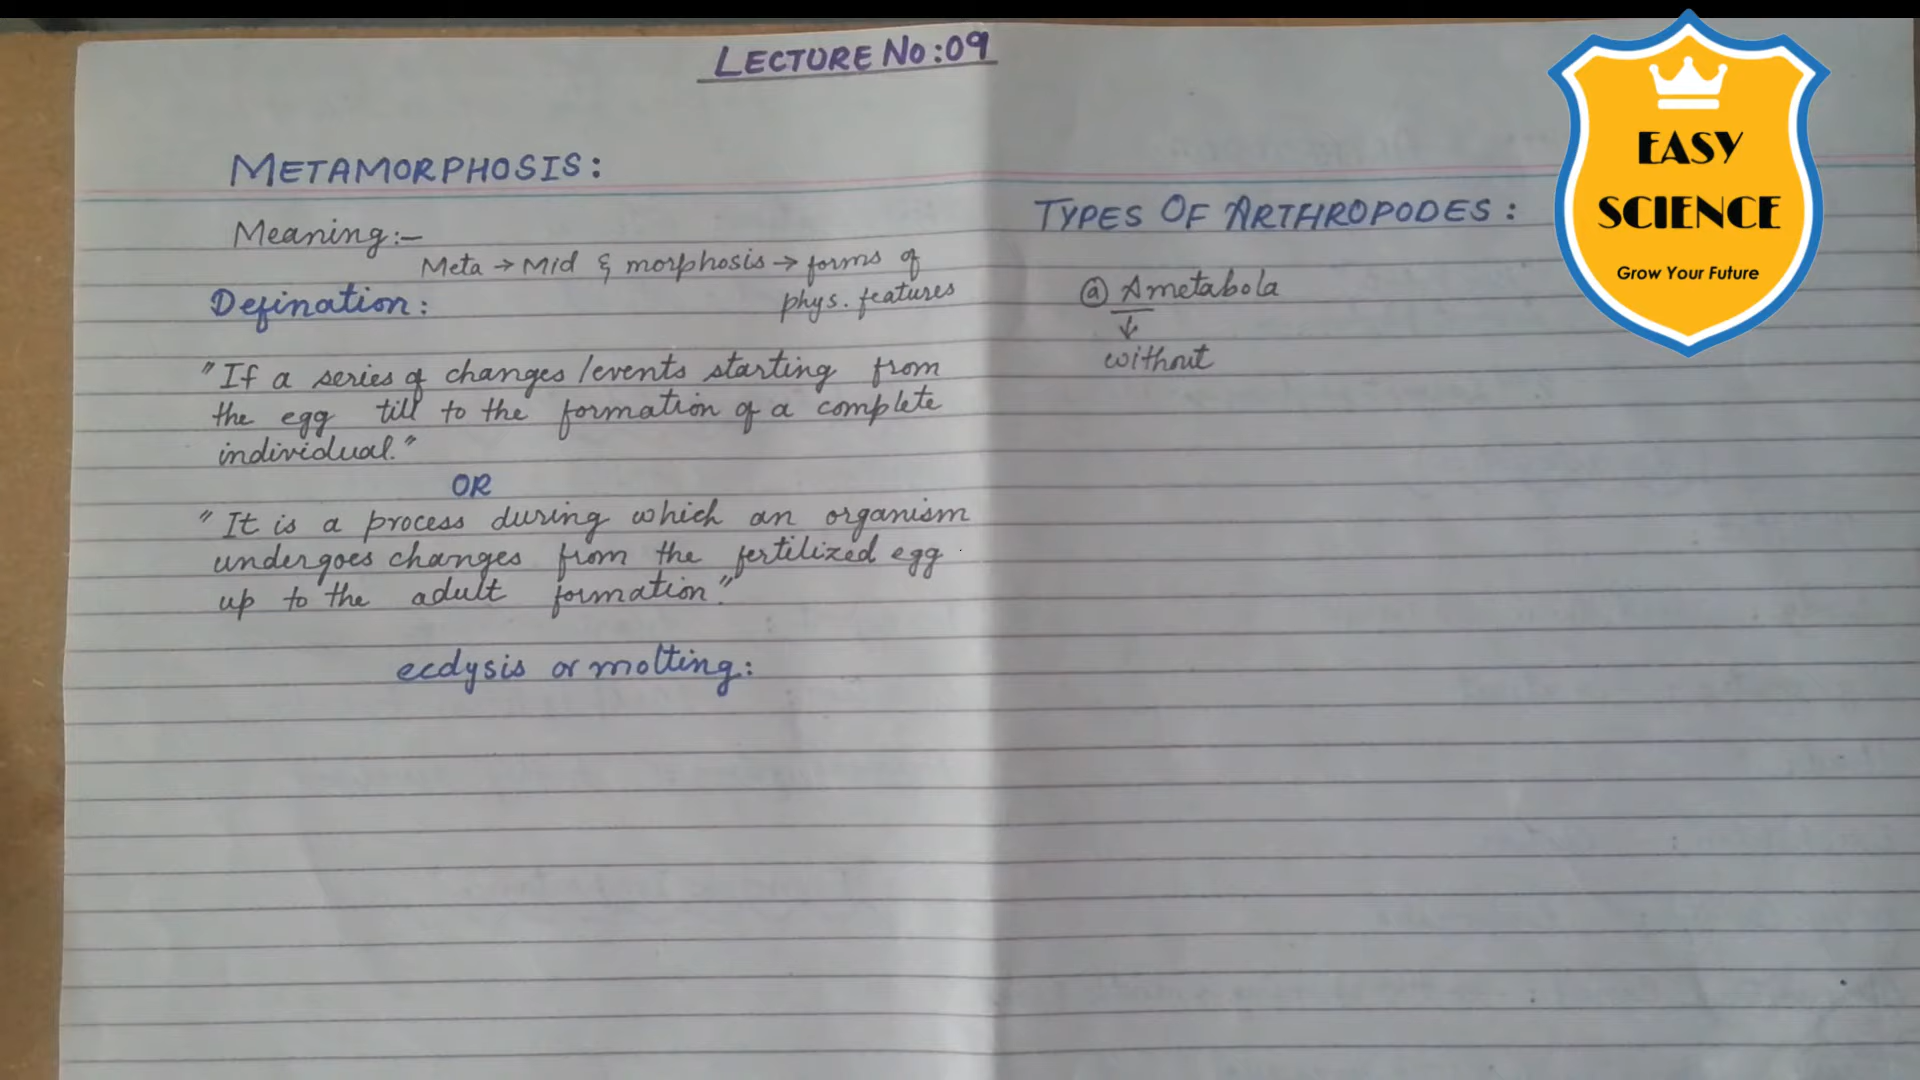 LECTURE No:09
METAMORPHOSIS:
Meaning:-
Meta → Mid & morphosis → forms of
phys. features
Defination:
"If a series of changes/events starting from
the egg till to the formation of a complete
individual."
OR
"It is a process during which an organism
undergoes changes from the fertilized egg
up to the adult formation."
ecdysis or molting:
TYPES OF ARTHROPODES:
ⓐ Ametabola
↓
without
EASY
SCIENCE
Grow Your Future